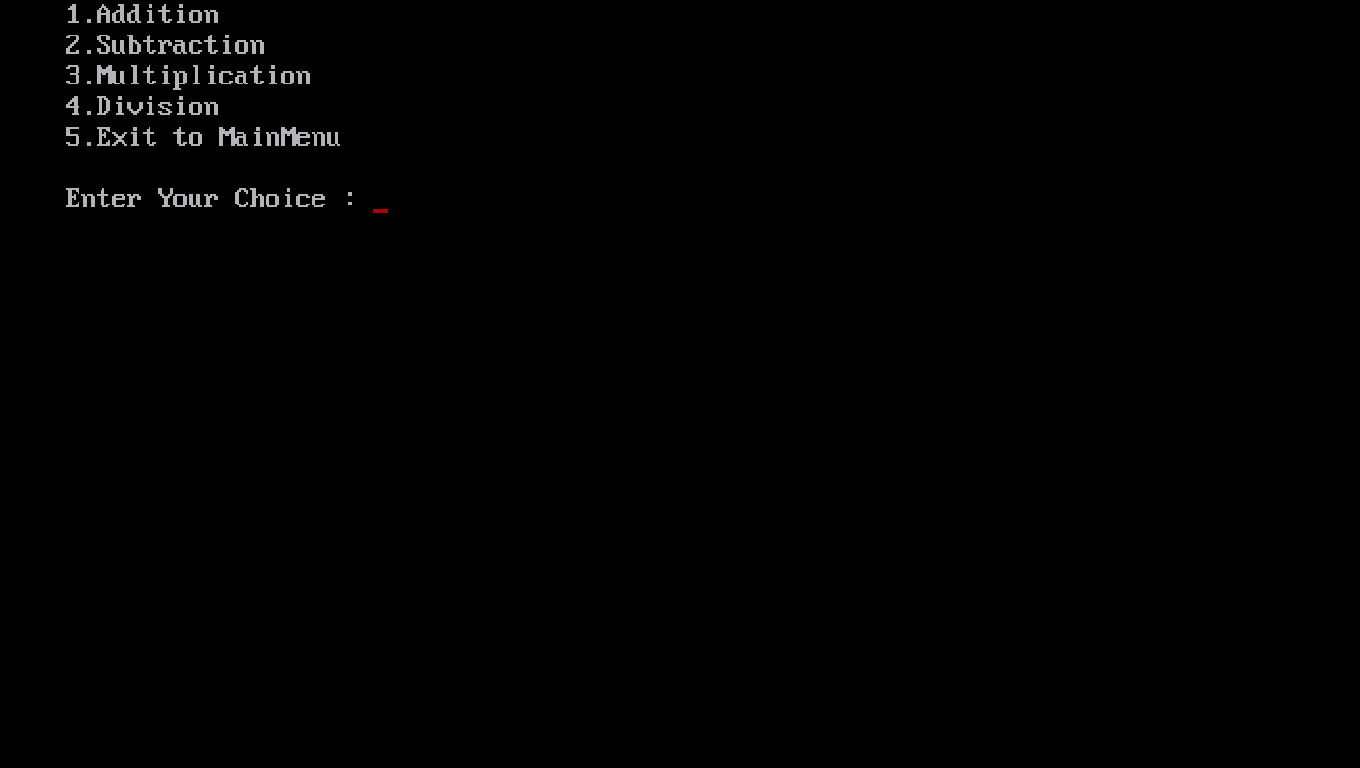 1.Addition
2.Subtraction
3.Multiplication
4.Division
5.Exit to MainMenu
Enter Your Choice : _